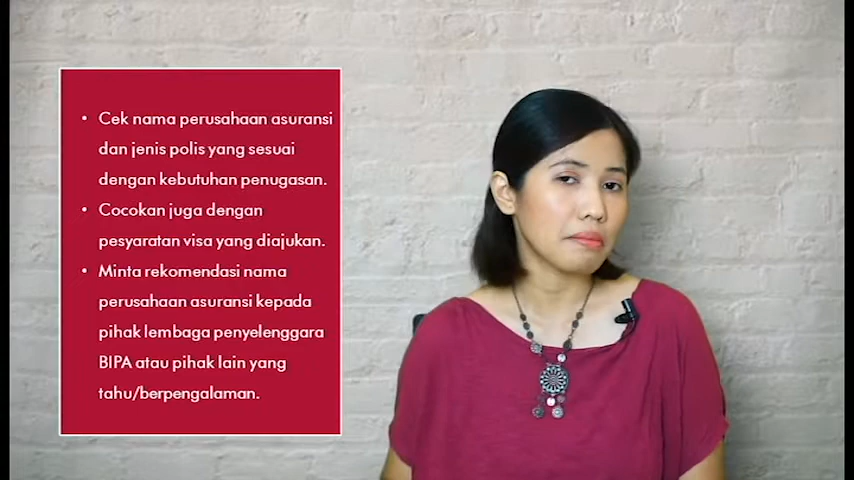 • Cek nama perusahaan asuransi
dan jenis polis yang sesuai
dengan kebutuhan penugasan.
• Cocokan juga dengan
pesyaratan visa yang diajukan.
• Minta rekomendasi nama
perusahaan asuransi kepada
pihak lembaga penyelenggara
BIPA atau pihak lain yang
tahu/berpengalaman.